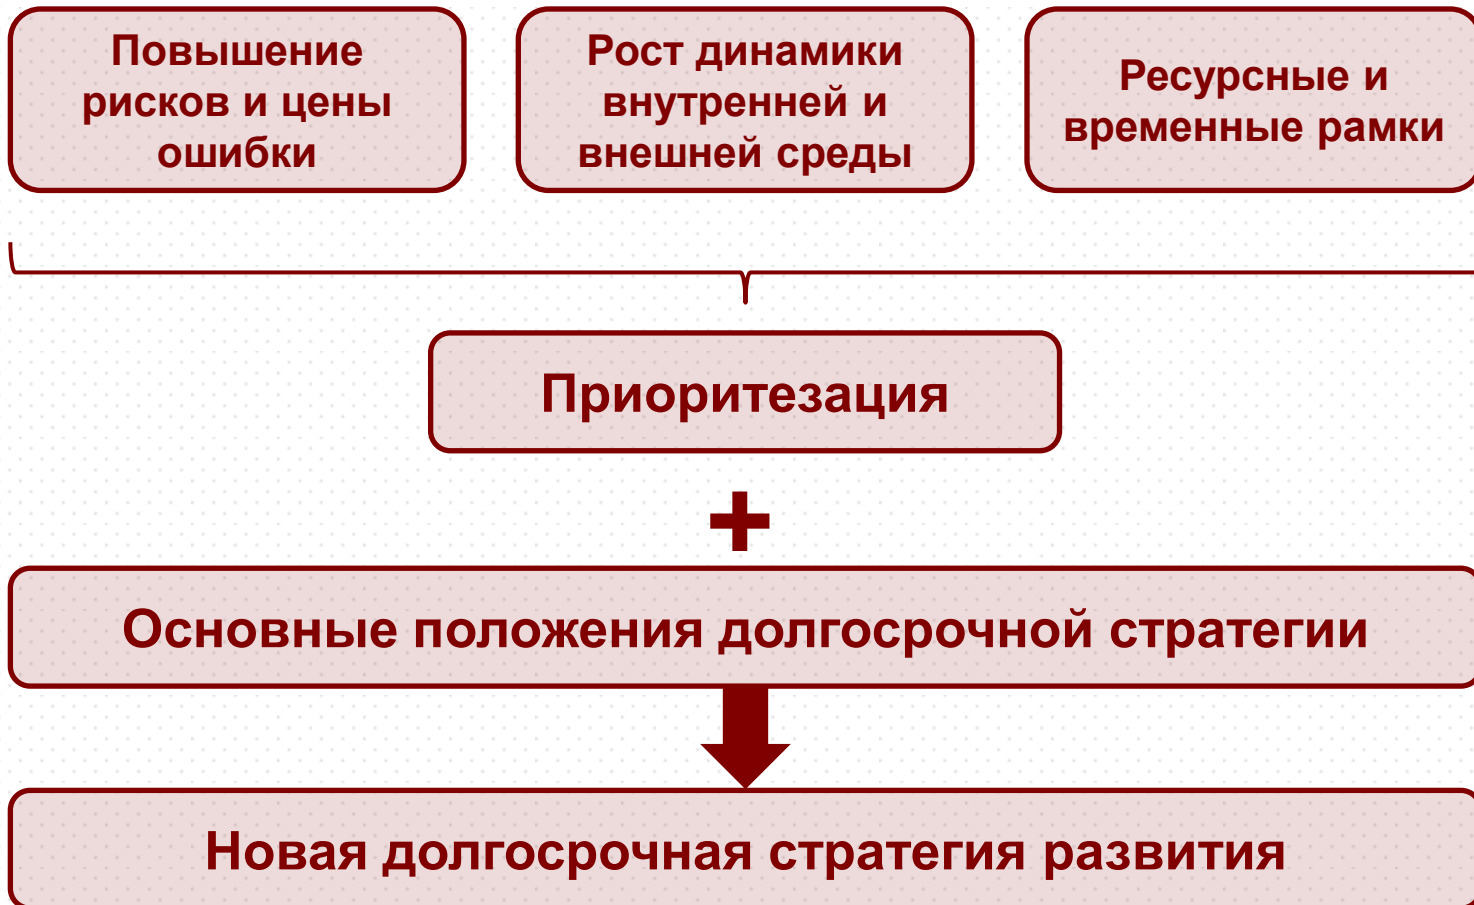 Повышение
рисков и цены
ошибки
Рост динамики
внутренней и
внешней среды
Ресурсные и
временные рамки
Приоритезация
+
Основные положения долгосрочной стратегии
Новая долгосрочная стратегия развития